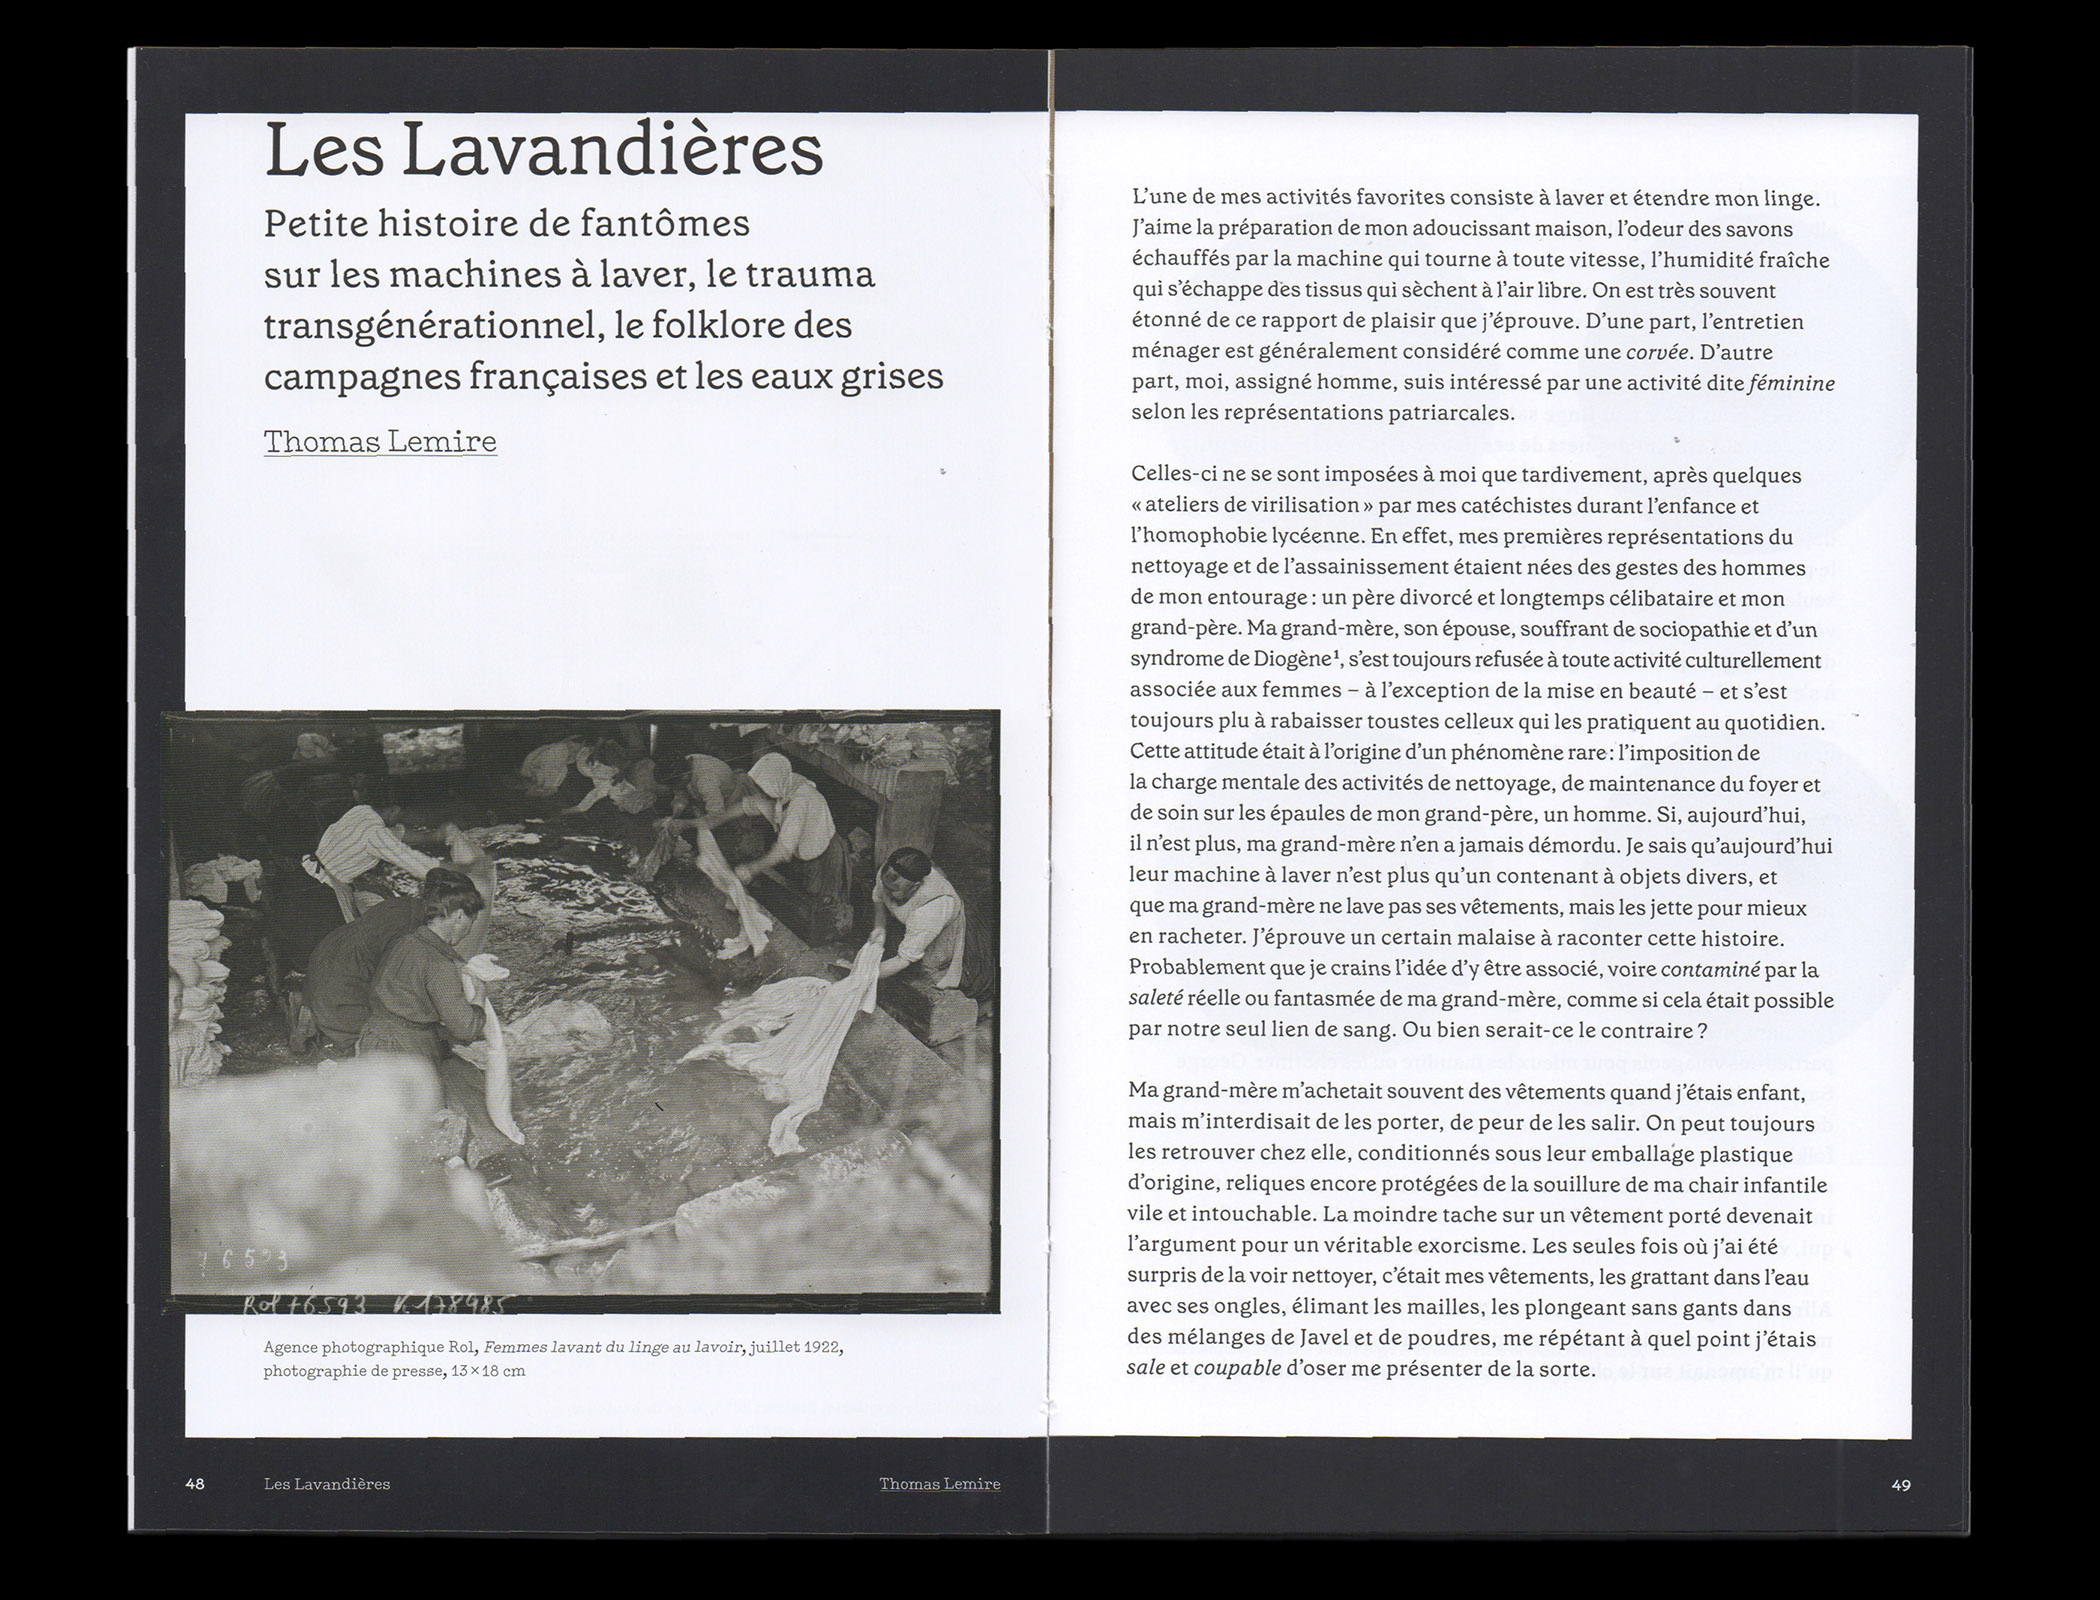 Les Lavandières
Petite histoire de fantômes
sur les machines à laver, le trauma
transgénérationnel, le folklore des
campagnes françaises et les eaux grises
Thomas Lemire
76593
Rol 76593 V. 178485
Agence photographique Rol, Femmes lavant du linge au lavoir, juillet 1922,
photographie de presse, 13 × 18 cm
48 Les Lavandières Thomas Lemire
L’une de mes activités favorites consiste à laver et étendre mon linge.
J’aime la préparation de mon adoucissant maison, l’odeur des savons
échauffés par la machine qui tourne à toute vitesse, l’humidité fraîche
qui s’échappe des tissus qui sèchent à l’air libre. On est très souvent
étonné de ce rapport de plaisir que j’éprouve. D’une part, l’entretien
ménager est généralement considéré comme une corvée. D’autre
part, moi, assigné homme, suis intéressé par une activité dite féminine
selon les représentations patriarcales.
Celles-ci ne se sont imposées à moi que tardivement, après quelques
« ateliers de virilisation » par mes catéchistes durant l’enfance et
l’homophobie lycéenne. En effet, mes premières représentations du
nettoyage et de l’assainissement étaient nées des gestes des hommes
de mon entourage : un père divorcé et longtemps célibataire et mon
grand-père. Ma grand-mère, son épouse, souffrant de sociopathie et d’un
syndrome de Diogène¹, s’est toujours refusée à toute activité culturellement
associée aux femmes – à l’exception de la mise en beauté – et s’est
toujours plu à rabaisser toustes celleux qui les pratiquent au quotidien.
Cette attitude était à l’origine d’un phénomène rare : l’imposition de
la charge mentale des activités de nettoyage, de maintenance du foyer et
de soin sur les épaules de mon grand-père, un homme. Si, aujourd’hui,
il n’est plus, ma grand-mère n’en a jamais démordu. Je sais qu’aujourd’hui
leur machine à laver n’est plus qu’un contenant à objets divers, et
que ma grand-mère ne lave pas ses vêtements, mais les jette pour mieux
en racheter. J’éprouve un certain malaise à raconter cette histoire.
Probablement que je crains l’idée d’y être associé, voire contaminé par la
saleté réelle ou fantasmée de ma grand-mère, comme si cela était possible
par notre seul lien de sang. Ou bien serait-ce le contraire ?
Ma grand-mère m’achetait souvent des vêtements quand j’étais enfant,
mais m’interdisait de les porter, de peur de les salir. On peut toujours
les retrouver chez elle, conditionnés sous leur emballage plastique
d’origine, reliques encore protégées de la souillure de ma chair infantile
vile et intouchable. La moindre tache sur un vêtement porté devenait
l’argument pour un véritable exorcisme. Les seules fois où j’ai été
surpris de la voir nettoyer, c’était mes vêtements, les grattant dans l’eau
avec ses ongles, élimant les mailles, les plongeant sans gants dans
des mélanges de Javel et de poudres, me répétant à quel point j’étais
sale et coupable d’oser me présenter de la sorte.
49